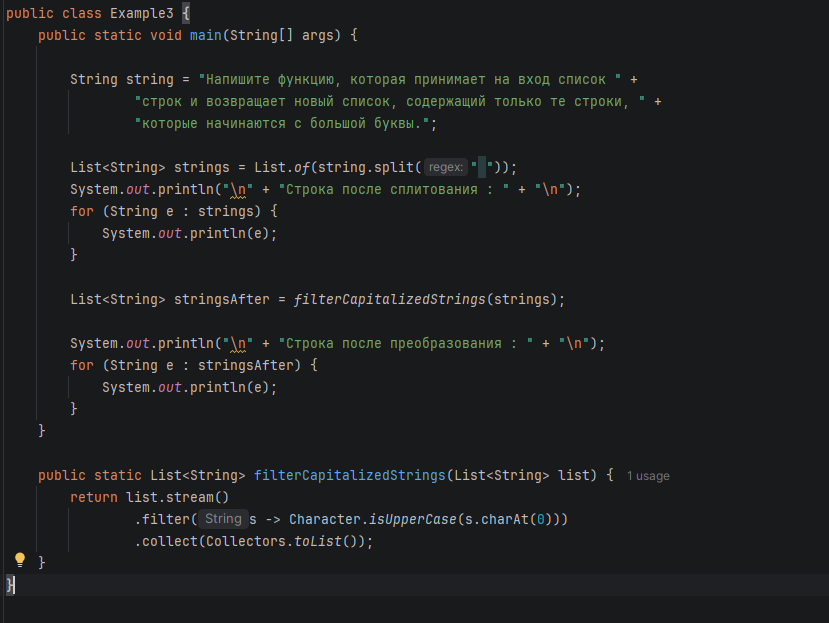 public class Example3 {
    public static void main(String[] args) {
        String string = "Напишите функцию, которая принимает на вход список " +
                "строк и возвращает новый список, содержащий только те строки, " +
                "которые начинаются с большой буквы.";
        List<String> strings = List.of(string.split( regex: " "));
        System.out.println("\n" + "Строка после сплитования : " + "\n");
        for (String e : strings) {
            System.out.println(e);
        }
        List<String> stringsAfter = filterCapitalizedStrings(strings);
        System.out.println("\n" + "Строка после преобразования : " + "\n");
        for (String e : stringsAfter) {
            System.out.println(e);
        }
    }
    public static List<String> filterCapitalizedStrings(List<String> list) { 1 usage
        return list.stream()
                .filter( String s -> Character.isUpperCase(s.charAt(0)))
                .collect(Collectors.toList());
    }
}